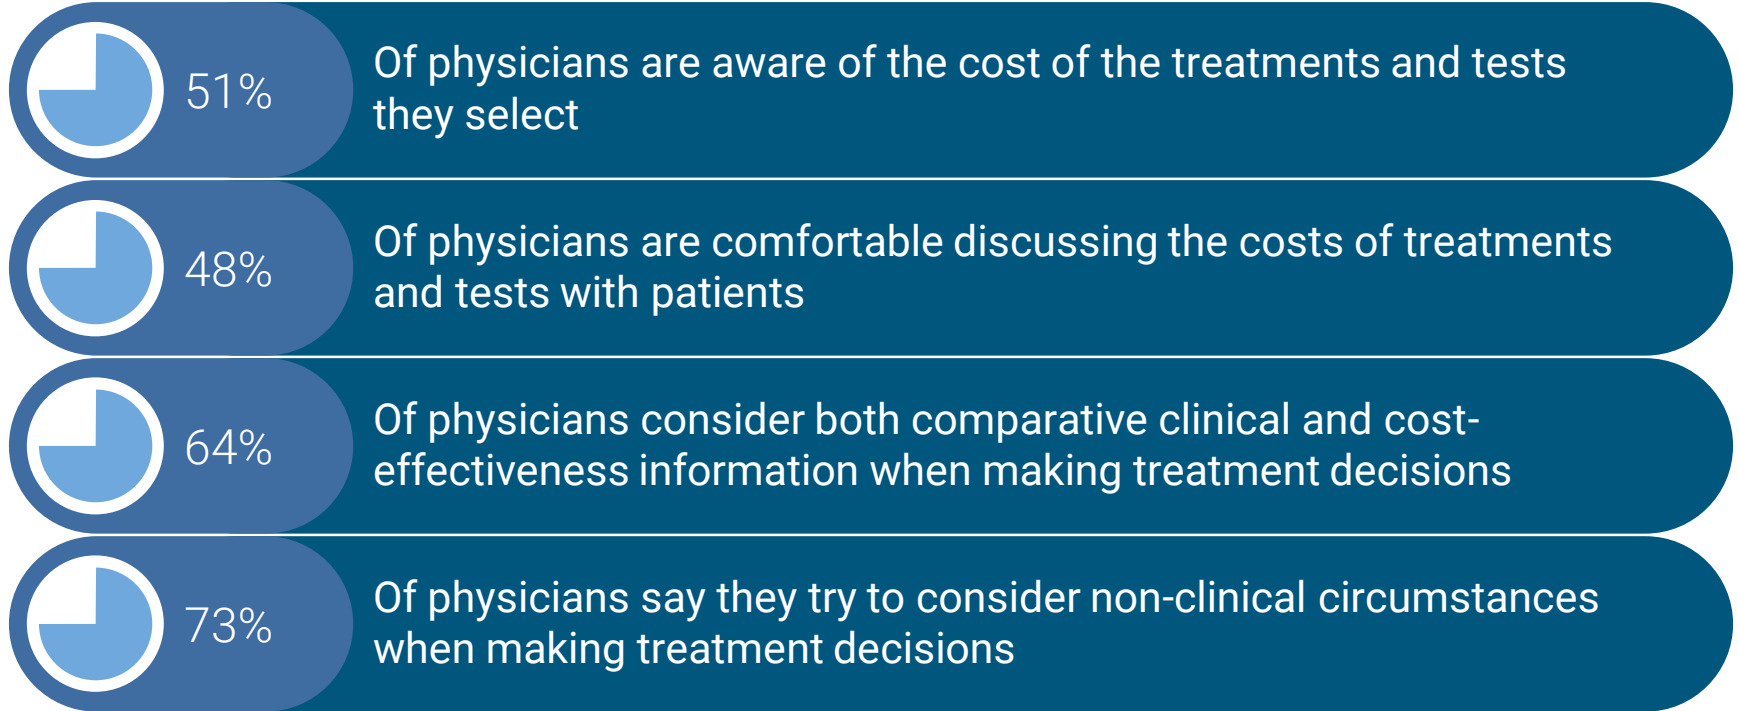 51%
Of physicians are aware of the cost of the treatments and tests
they select
48%
Of physicians are comfortable discussing the costs of treatments
and tests with patients
64%
Of physicians consider both comparative clinical and cost-
effectiveness information when making treatment decisions
73%
Of physicians say they try to consider non-clinical circumstances
when making treatment decisions